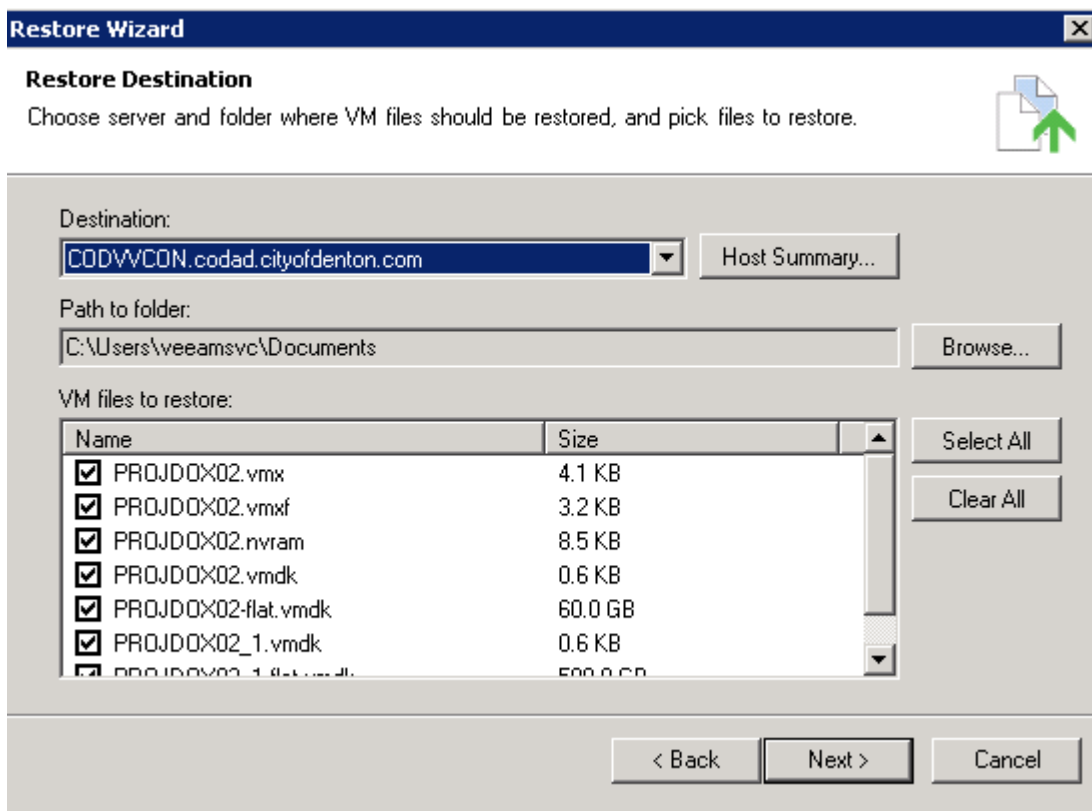 Restore Wizard
Restore Destination
Choose server and folder where VM files should be restored, and pick files to restore.
Destination:
CODVVCON.codad.cityofdenton.com
Host Summary...
Path to folder:
C:\Users\veeamsvc\Documents
Browse...
VM files to restore:
Name Size
Select All
PROJDOX02.vmx 4.1 KB
PROJDOX02.vmxf 3.2 KB
Clear All
PROJDOX02.nvram 8.5 KB
PROJDOX02.vmdk 0.6 KB
PROJDOX02-flat.vmdk 60.0 GB
PROJDOX02_1.vmdk 0.6 KB
< Back Next > Cancel